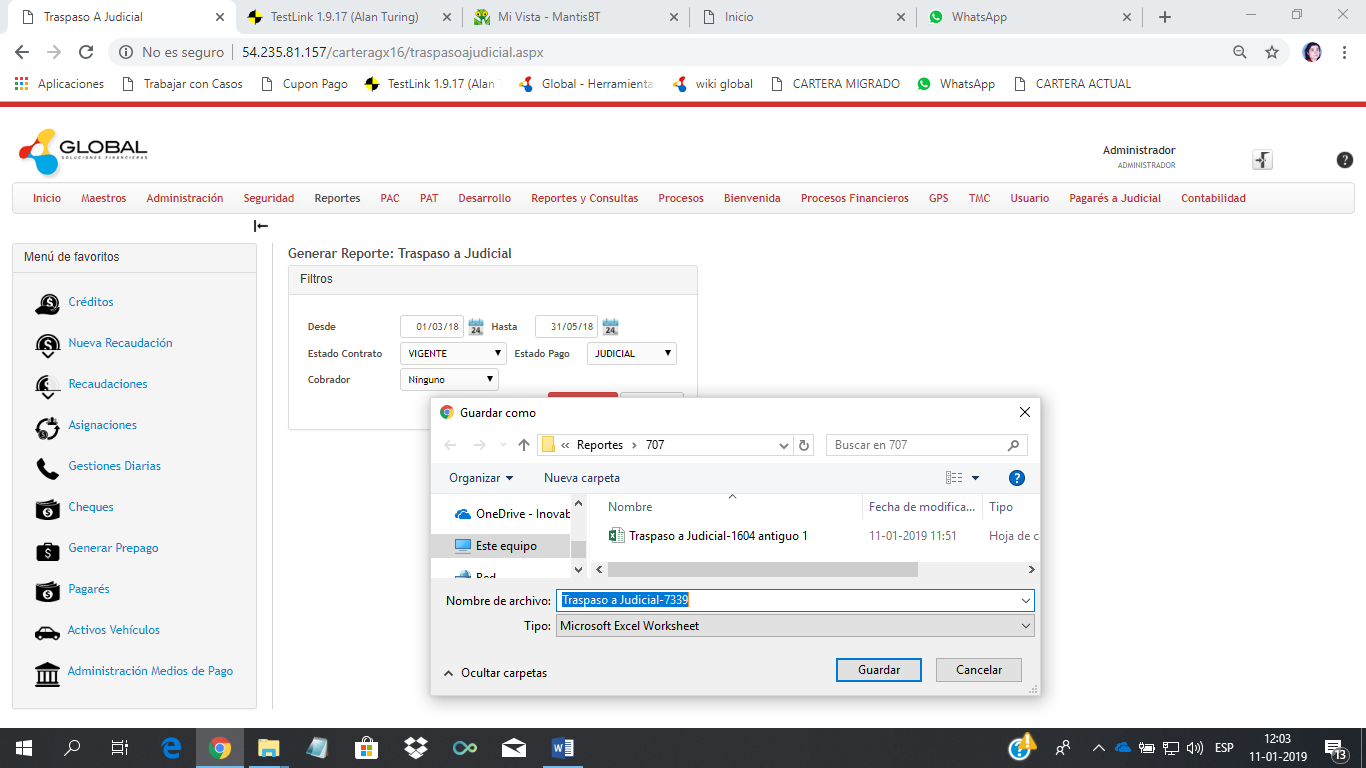 Traspaso A Judicial
TestLink 1.9.17 (Alan Turing)
Mi Vista - MantisBT
Inicio
WhatsApp
No es seguro | 54.235.81.157/carteragx16/traspasoajudicial.aspx
Aplicaciones
Trabajar con Casos
Cupon Pago
TestLink 1.9.17 (Alan T
Global - Herramienta
wiki global
CARTERA MIGRADO
WhatsApp
CARTERA ACTUAL
GLOBAL
SOLUCIONES FINANCIERAS
Administrador
ADMINISTRADOR
Inicio Maestros Administración Seguridad Reportes PAC PAT Desarrollo Reportes y Consultas Procesos Bienvenida Procesos Financieros GPS TMC Usuario Pagarés a Judicial Contabilidad
Menú de favoritos
Créditos
Nueva Recaudación
Recaudaciones
Asignaciones
Gestiones Diarias
Cheques
Generar Prepago
Pagarés
Activos Vehículos
Administración Medios de Pago
Generar Reporte: Traspaso a Judicial
Filtros
Desde 01/03/18 24 Hasta 31/05/18 24
Estado Contrato VIGENTE Estado Pago JUDICIAL
Cobrador Ninguno
Guardar como
« Reportes › 707
Buscar en 707
Organizar
Nueva carpeta
OneDrive - Inovab
Este equipo
Red
Nombre Fecha de modifica... Tipo
Traspaso a Judicial-1604 antiguo 1 11-01-2019 11:51 Hoja de c
Nombre de archivo: Traspaso a Judicial-7339
Tipo: Microsoft Excel Worksheet
Ocultar carpetas
Guardar
Cancelar
ESP
12:03
11-01-2019
13